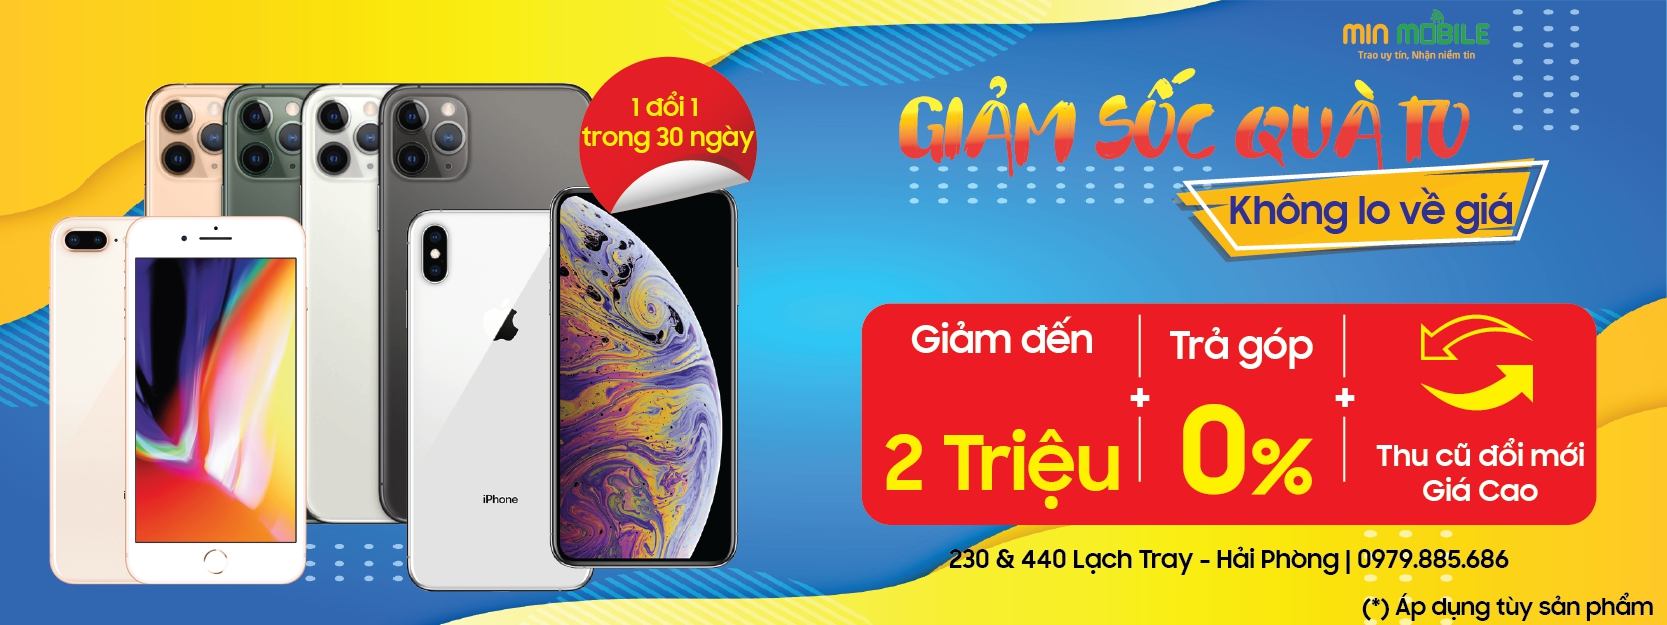 MIN MOBILE
Trao uy tín, Nhận niềm tin
GIẢM SỐC QUÀ TO
Không lo về giá
1 đổi 1
trong 30 ngày
iPhone
Giảm đến
2 Triệu
+
Trả góp
0%
+
Thu cũ đổi mới
Giá Cao
230 & 440 Lạch Tray - Hải Phòng | 0979.885.686
(*) Áp dụng tùy sản phẩm